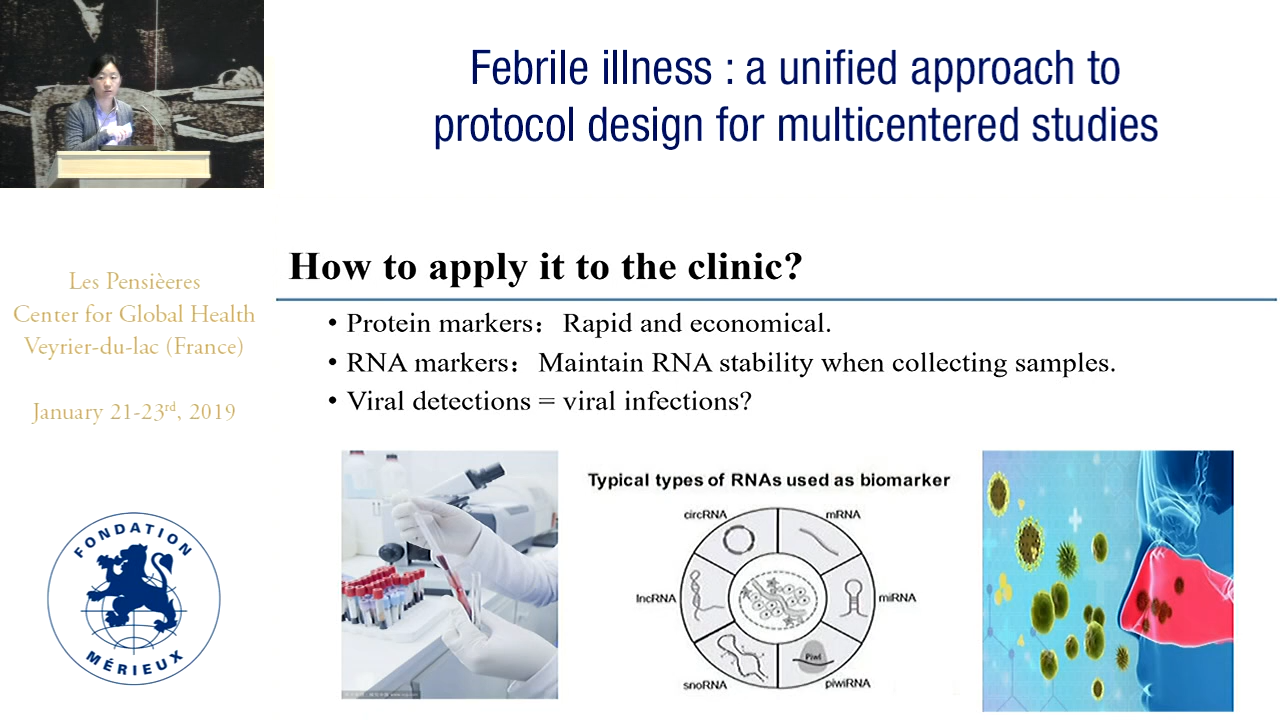 Febrile illness : a unified approach to
protocol design for multicentered studies
Les Pensièeres
Center for Global Health
Veyrier-du-lac (France)
January 21-23rd, 2019
FONDATION
MÉRIEUX
How to apply it to the clinic?
• Protein markers： Rapid and economical.
• RNA markers： Maintain RNA stability when collecting samples.
• Viral detections = viral infections?
Typical types of RNAs used as biomarker
circRNA
mRNA
lncRNA
miRNA
snoRNA
Piwi
piwiRNA